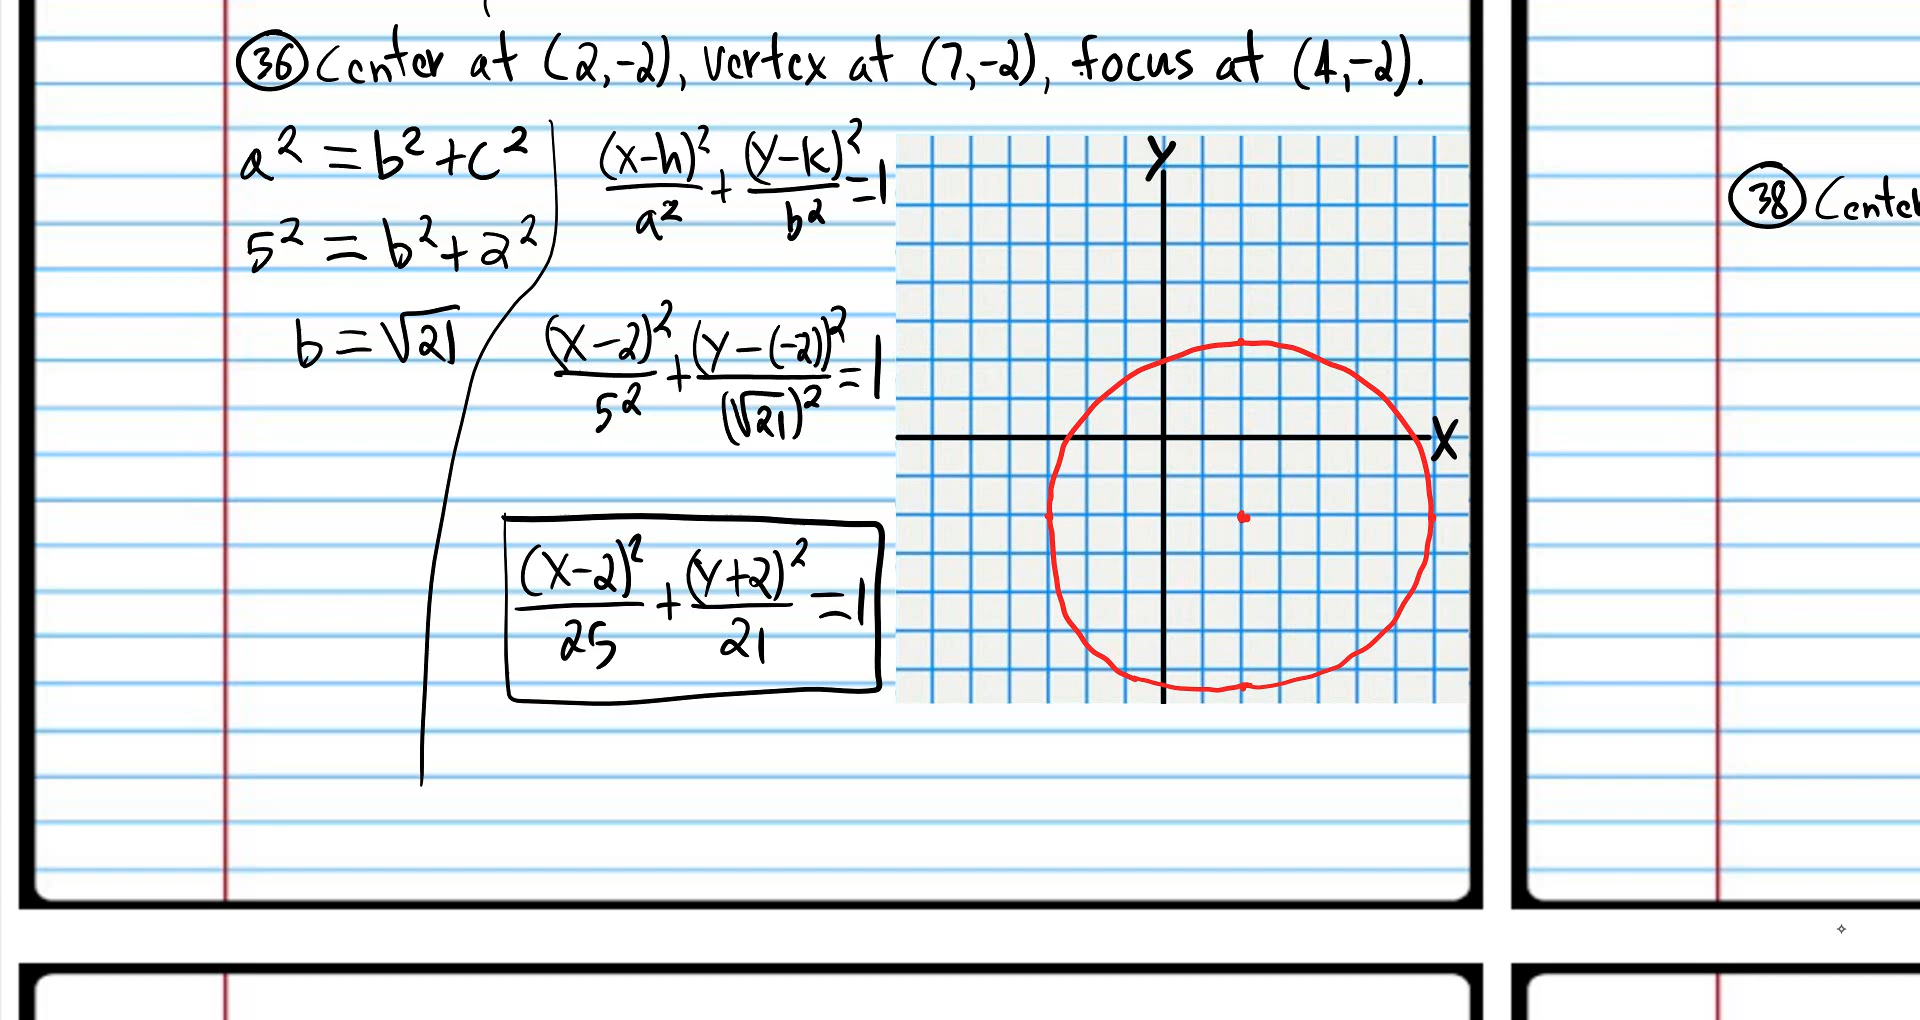 36 Center at (2,-2), vertex at (7,-2), focus at (4,-2).
a² = b² + c²
5² = b² + 2²
b = √21
(x-h)²/a² + (y-k)²/b² = 1
(x-2)²/5² + (y-(-2))²/(√21)² = 1
(x-2)²/25 + (y+2)²/21 = 1
y
x
38 Center